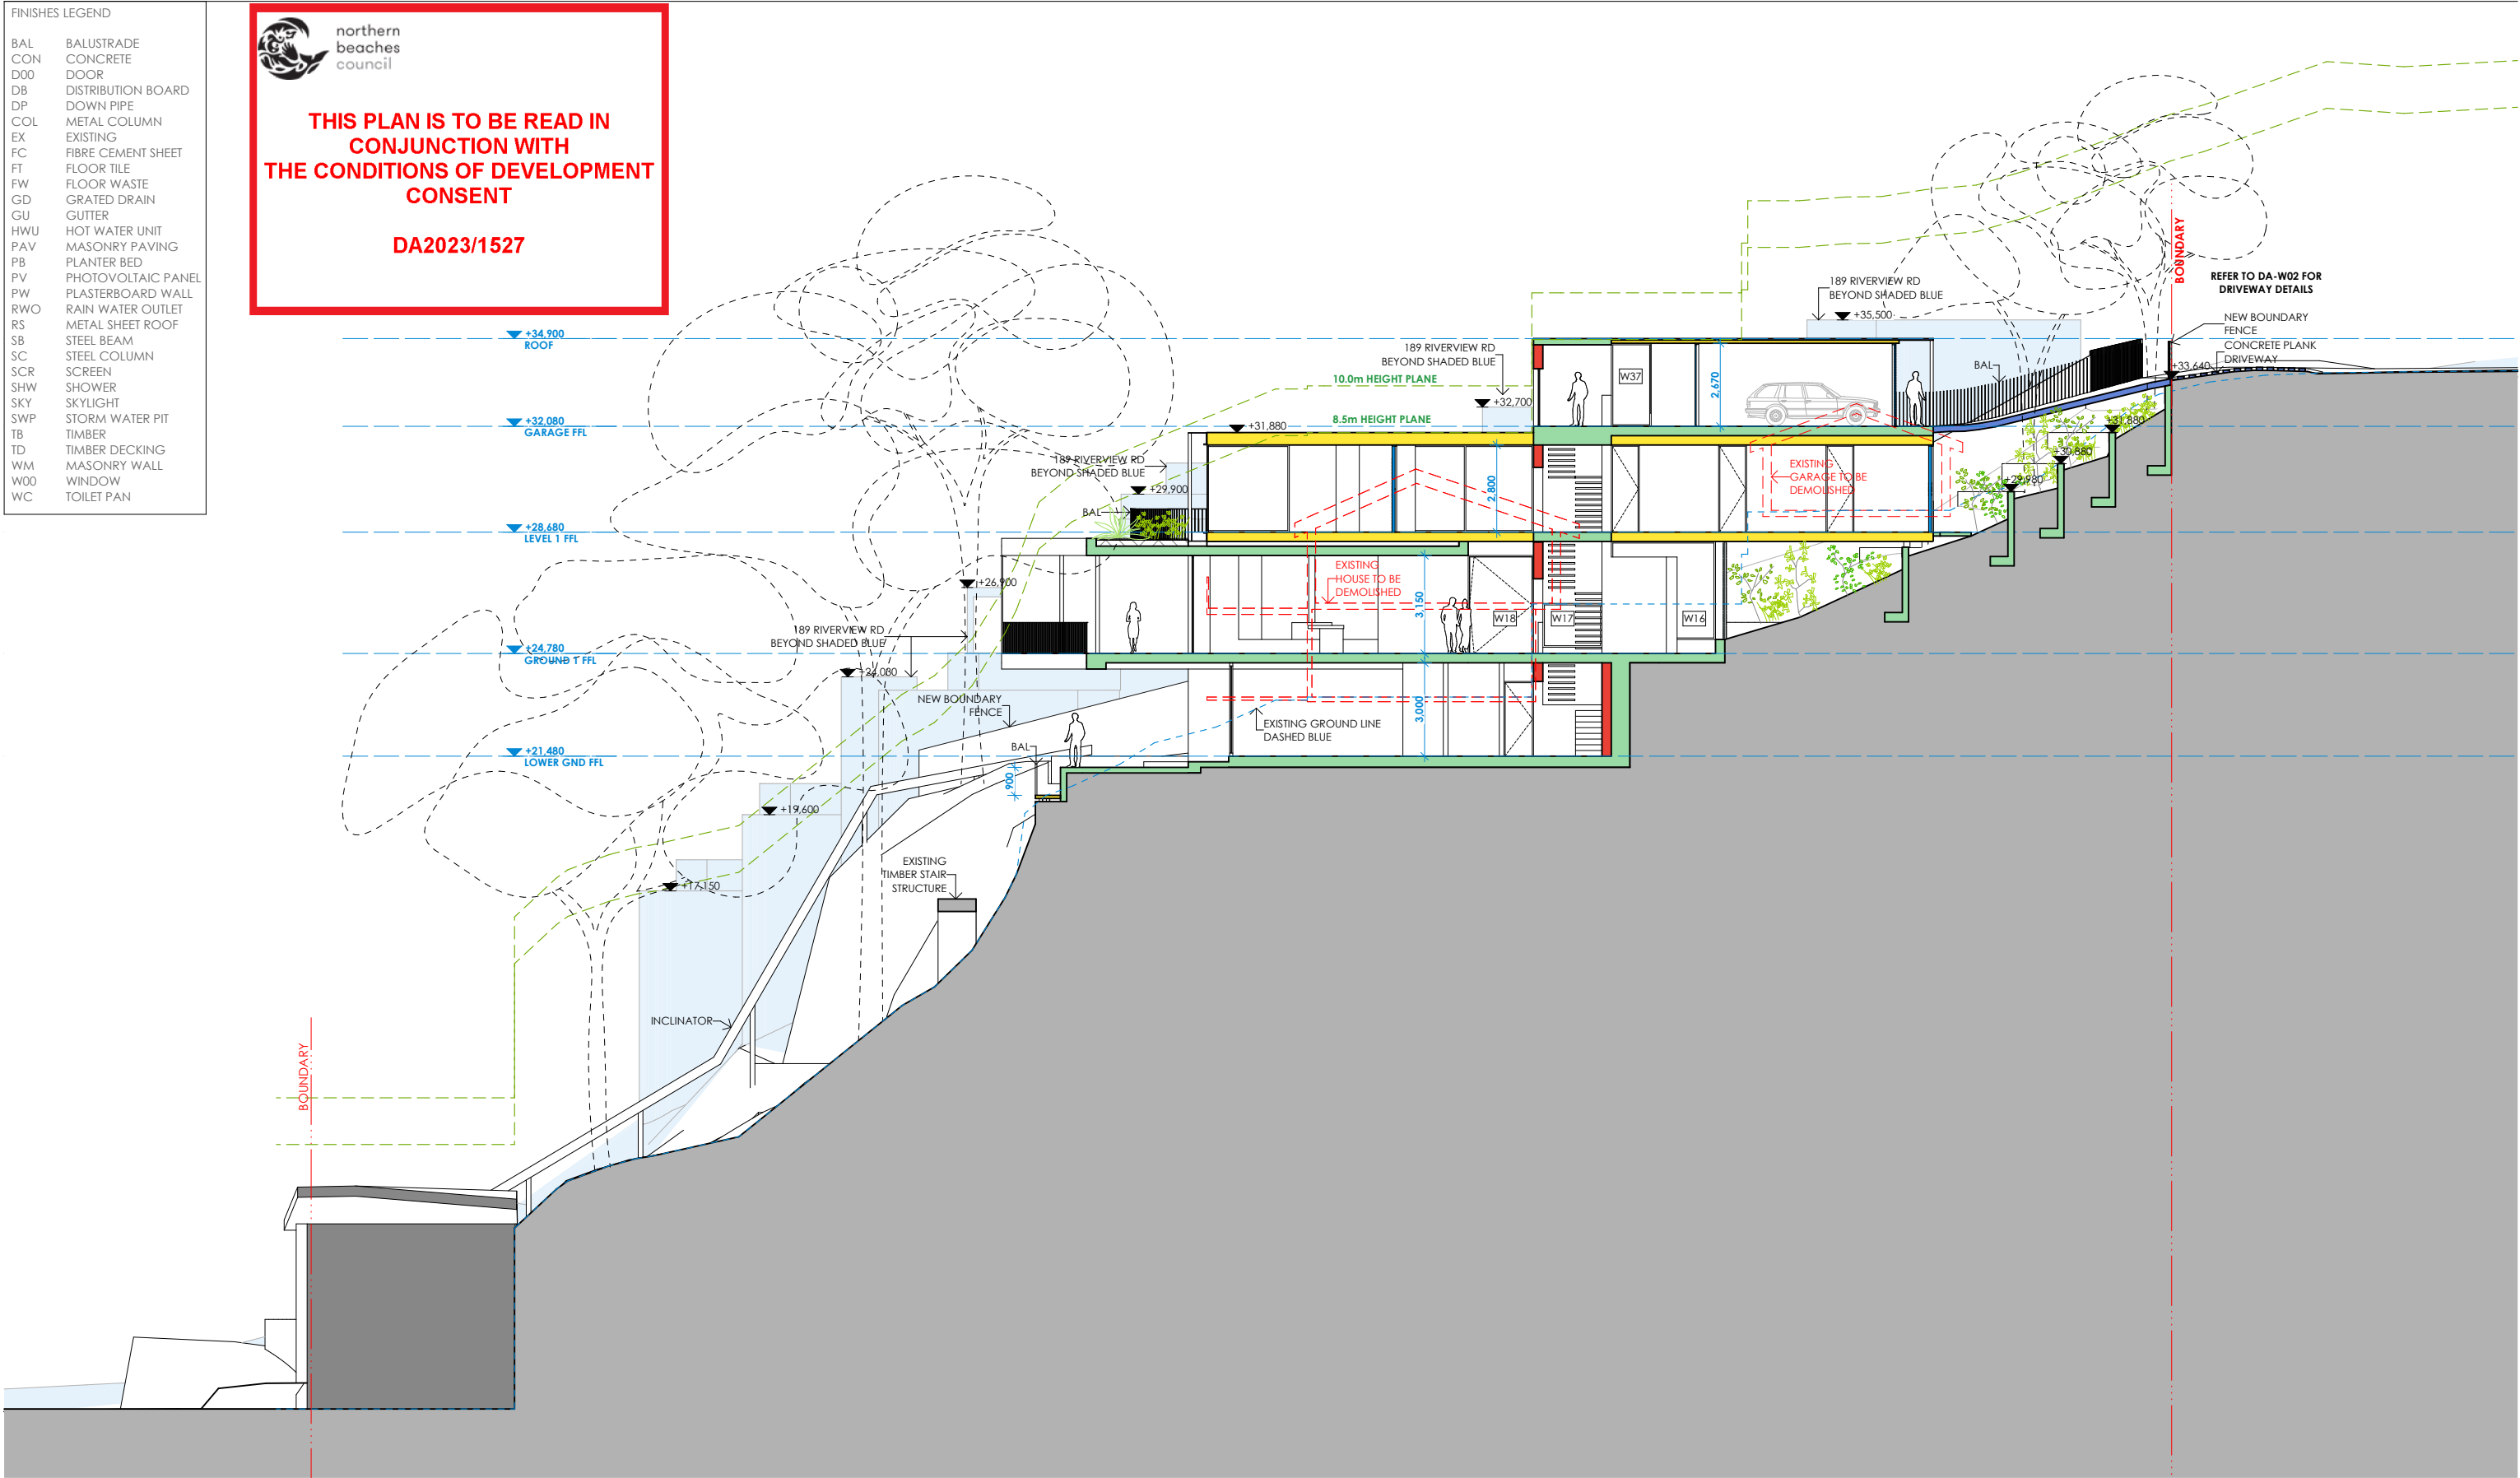 FINISHES LEGEND
BAL BALUSTRADE
CON CONCRETE
D00 DOOR
DB DISTRIBUTION BOARD
DP DOWN PIPE
COL METAL COLUMN
EX EXISTING
FC FIBRE CEMENT SHEET
FT FLOOR TILE
FW FLOOR WASTE
GD GRATED DRAIN
GU GUTTER
HWU HOT WATER UNIT
PAV MASONRY PAVING
PB PLANTER BED
PV PHOTOVOLTAIC PANEL
PW PLASTERBOARD WALL
RWO RAIN WATER OUTLET
RS METAL SHEET ROOF
SB STEEL BEAM
SC STEEL COLUMN
SCR SCREEN
SHW SHOWER
SKY SKYLIGHT
SWP STORM WATER PIT
TB TIMBER
TD TIMBER DECKING
WM MASONRY WALL
W00 WINDOW
WC TOILET PAN
northern
beaches
council
THIS PLAN IS TO BE READ IN
CONJUNCTION WITH
THE CONDITIONS OF DEVELOPMENT
CONSENT
DA2023/1527
BOUNDARY
REFER TO DA-W02 FOR
DRIVEWAY DETAILS
189 RIVERVIEW RD
BEYOND SHADED BLUE
+35,500
NEW BOUNDARY
FENCE
CONCRETE PLANK
DRIVEWAY
+33,640
BAL
+34,900
ROOF
189 RIVERVIEW RD
BEYOND SHADED BLUE
10.0m HEIGHT PLANE
W37
2,670
+32,700
8.5m HEIGHT PLANE
+32,080
GARAGE FFL
+31,880
+31,880
+30,880
+29,980
189 RIVERVIEW RD
BEYOND SHADED BLUE
+29,900
BAL
2,800
EXISTING
GARAGE TO BE
DEMOLISHED
+28,680
LEVEL 1 FFL
EXISTING
HOUSE TO BE
DEMOLISHED
+26,900
3,150
W18
W17
W16
189 RIVERVIEW RD
BEYOND SHADED BLUE
+24,780
GROUND 1 FFL
+24,080
NEW BOUNDARY
FENCE
3,000
EXISTING GROUND LINE
DASHED BLUE
BAL
+21,480
LOWER GND FFL
900
+19,600
EXISTING
TIMBER STAIR
STRUCTURE
+17,150
INCLINATOR
BOUNDARY